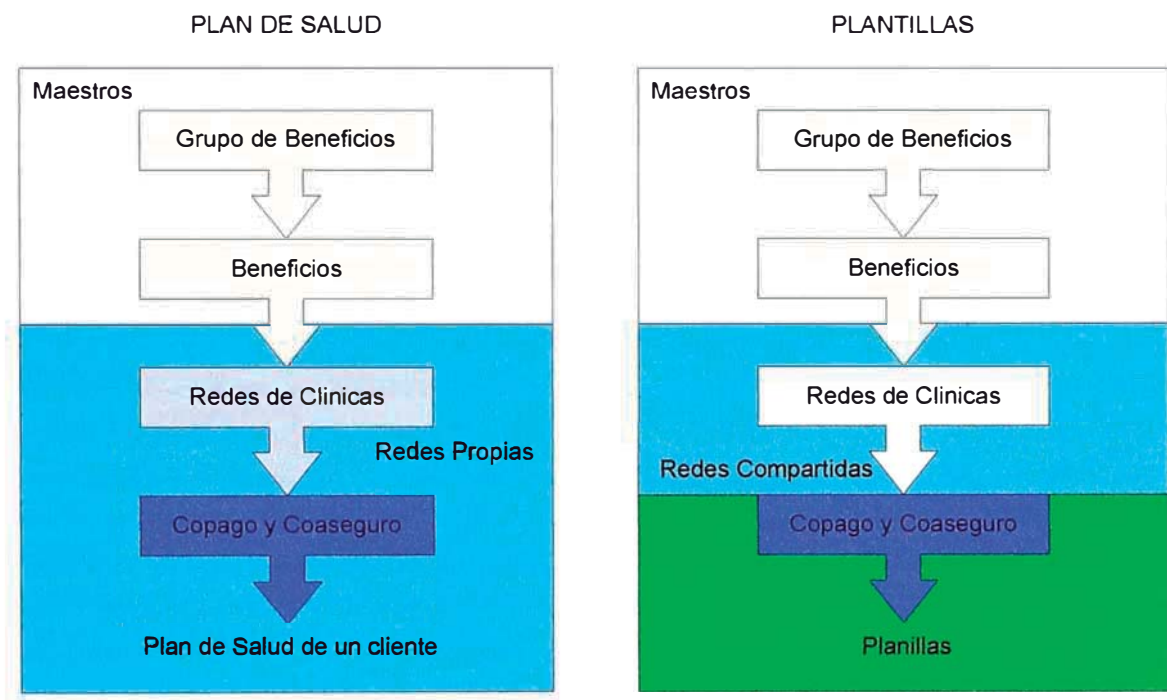 PLAN DE SALUD
Maestros
Grupo de Beneficios
Beneficios
Redes de Clinicas
Redes Propias
Copago y Coaseguro
Plan de Salud de un cliente
PLANTILLAS
Maestros
Grupo de Beneficios
Beneficios
Redes de Clinicas
Redes Compartidas
Copago y Coaseguro
Planillas